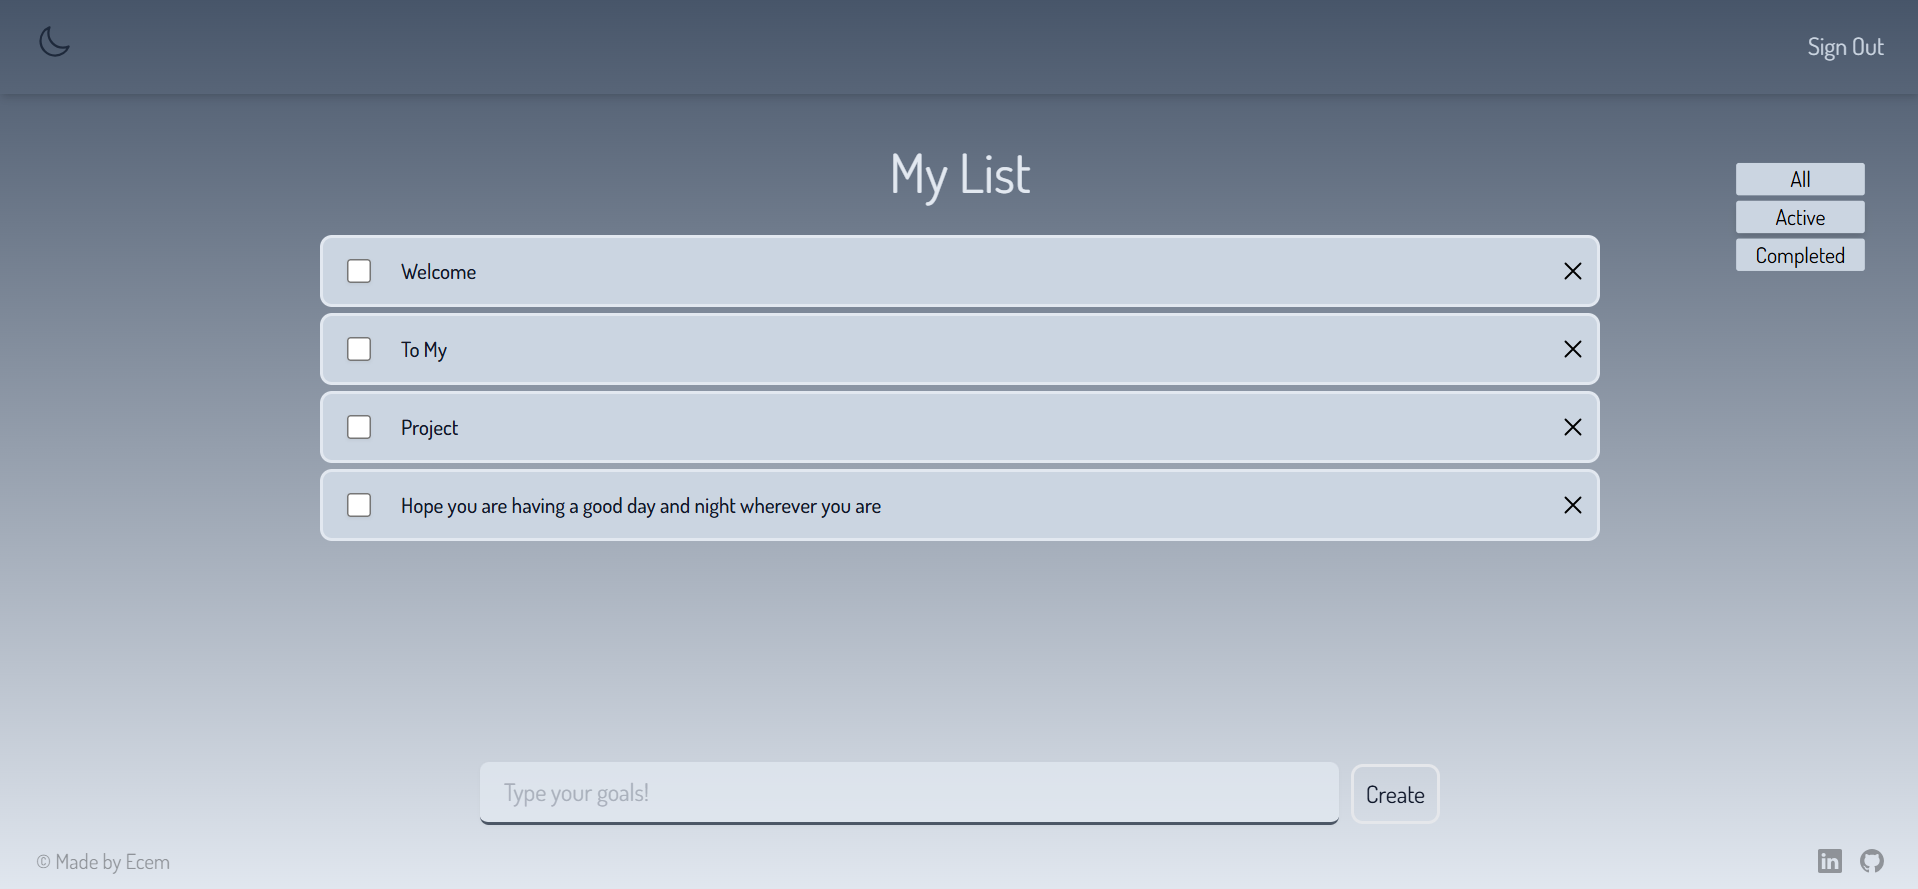 Sign Out
My List
All
Active
Completed
Welcome
To My
Project
Hope you are having a good day and night wherever you are
Type your goals!
Create
© Made by Ecem
in